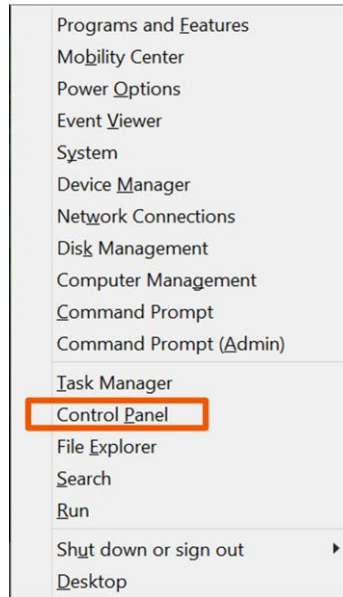 Programs and Features
Mobility Center
Power Options
Event Viewer
System
Device Manager
Network Connections
Disk Management
Computer Management
Command Prompt
Command Prompt (Admin)
Task Manager
Control Panel
File Explorer
Search
Run
Shut down or sign out
Desktop